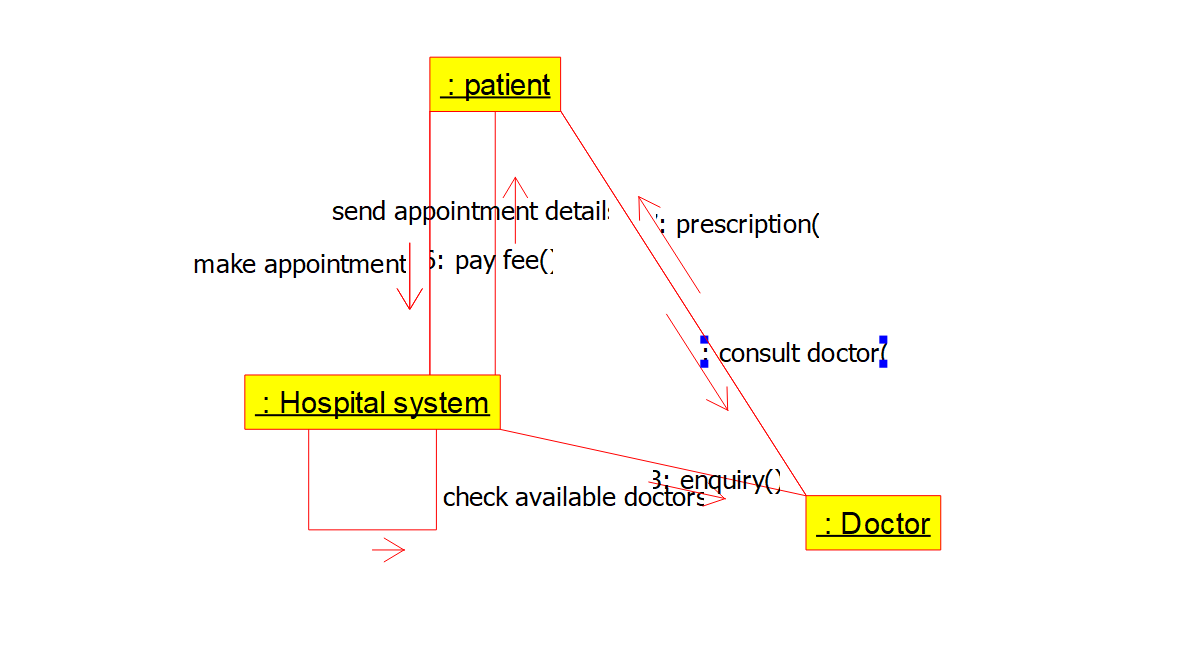 : patient
send appointment details
: prescription(
make appointment
5: pay fee()
: consult doctor(
: Hospital system
3: enquiry()
check available doctors
: Doctor